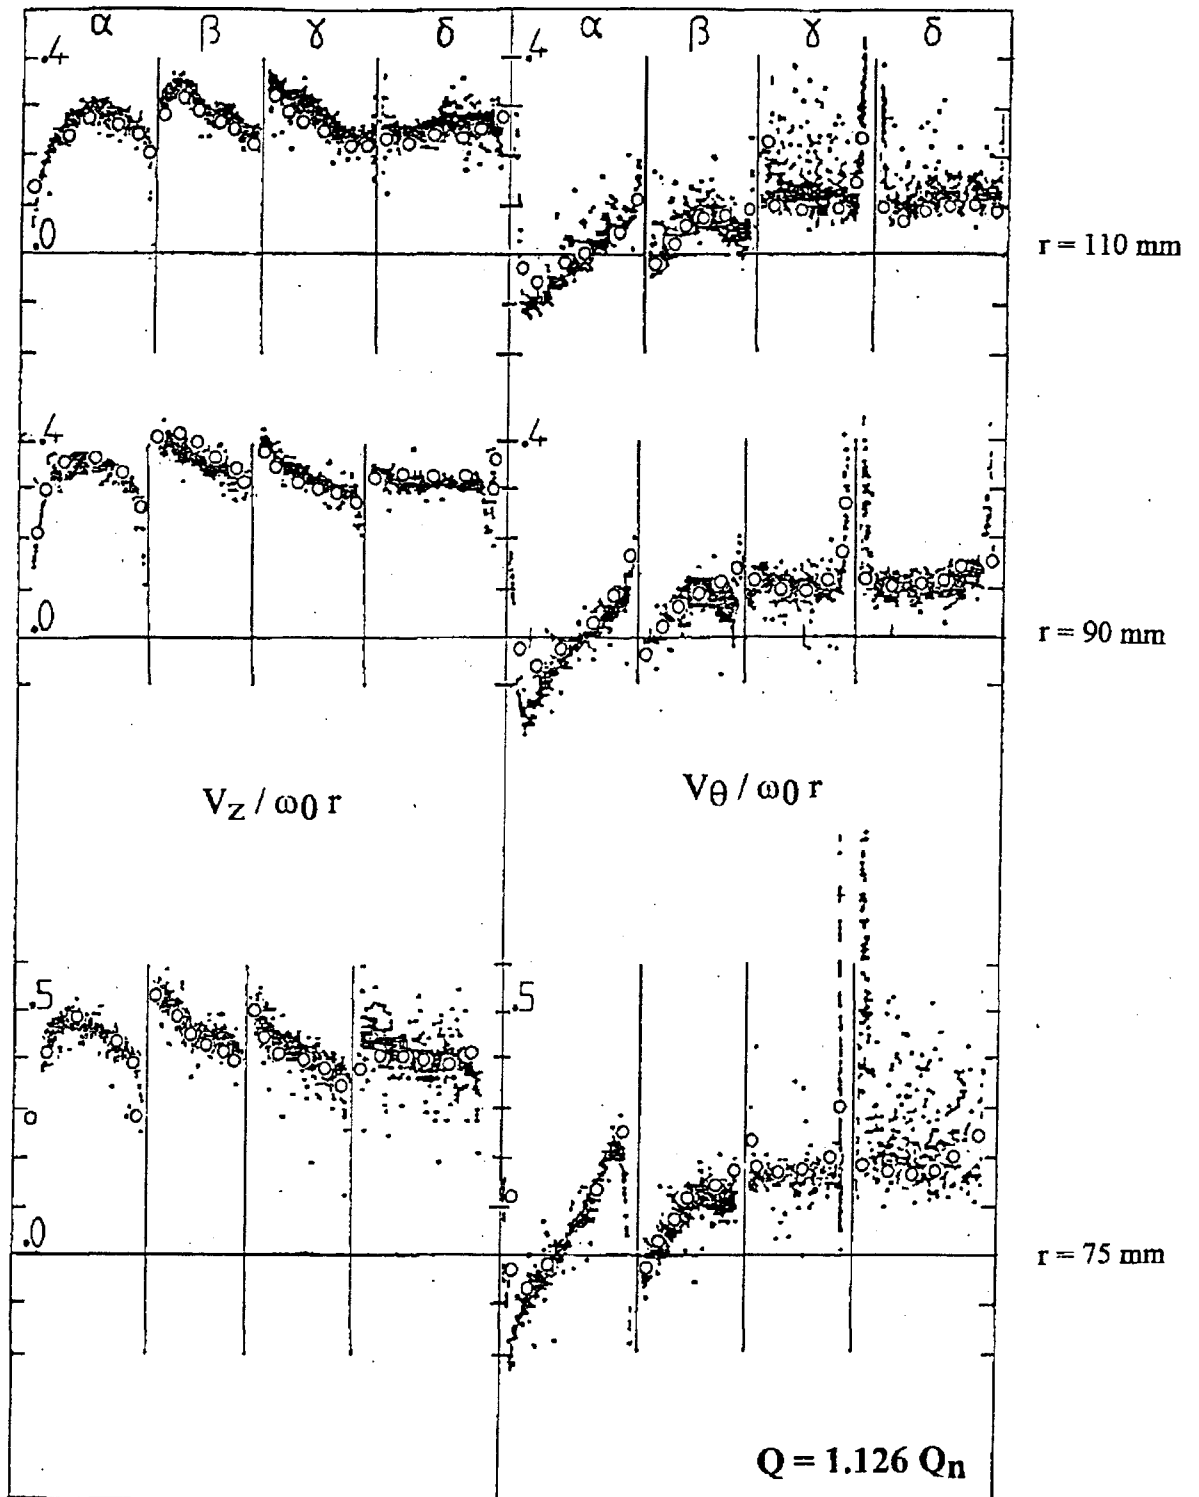 α β γ δ α β γ δ
.4 .4
.0
r = 110 mm
.4 .4
.0
r = 90 mm
Vz / ω0 r Vθ / ω0 r
.5 .5
.0
r = 75 mm
Q = 1.126 Qn